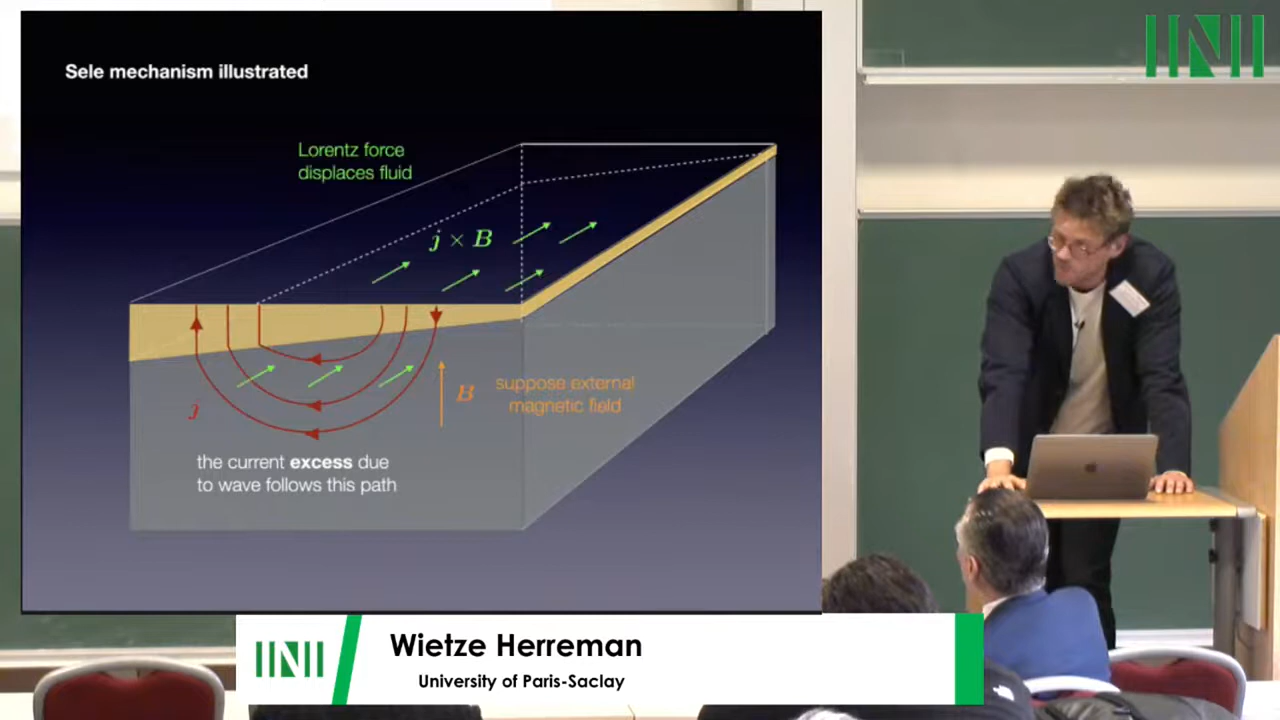 Sele mechanism illustrated
Lorentz force
displaces fluid
j × B
B
suppose external
magnetic field
j
the current excess due
to wave follows this path
Wietze Herreman
University of Paris-Saclay